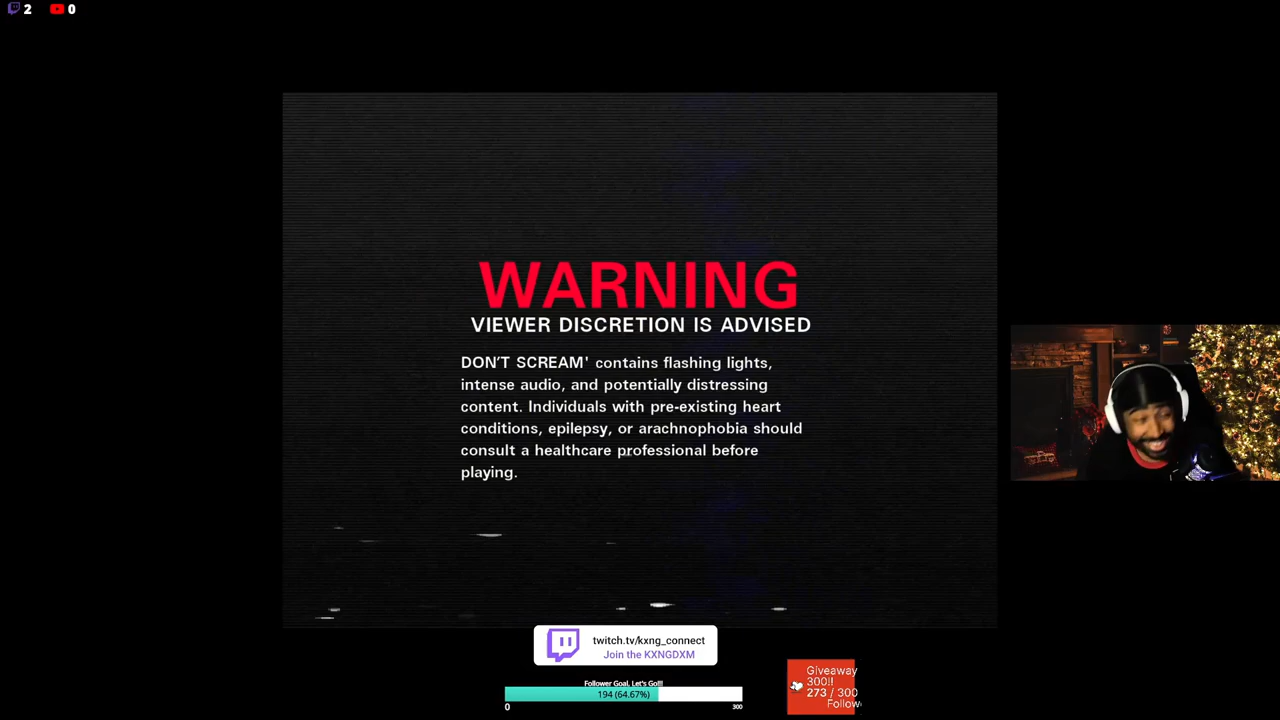 2 0
WARNING
VIEWER DISCRETION IS ADVISED
DON'T SCREAM' contains flashing lights,
intense audio, and potentially distressing
content. Individuals with pre-existing heart
conditions, epilepsy, or arachnophobia should
consult a healthcare professional before
playing.
twitch.tv/kxng_connect
Join the KXNGDXM
Follower Goal, Let's Go!!!
194 (64.67%)
0 300
Giveaway
300!!
273 / 300
Follow